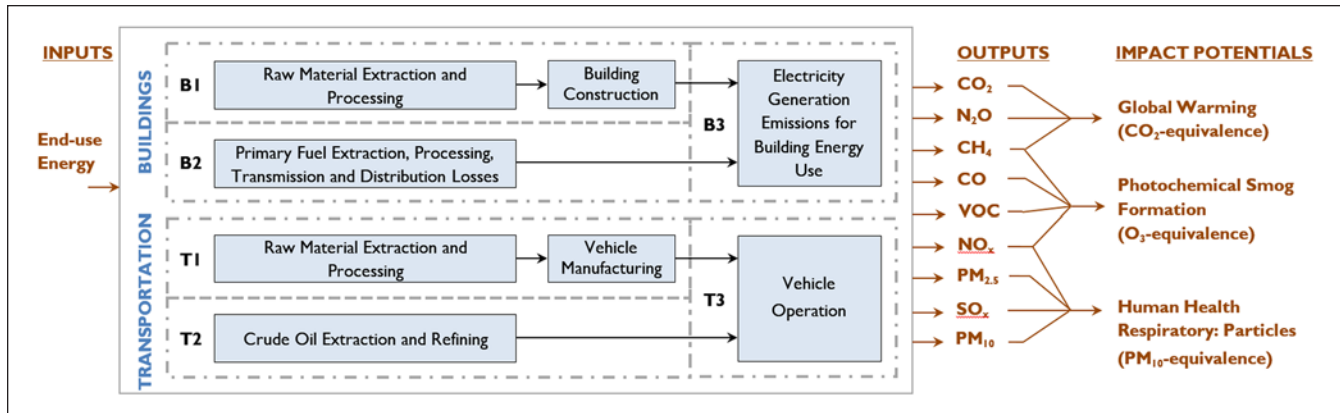 INPUTS
End-use
Energy
BUILDINGS
B1
Raw Material Extraction and
Processing
Building
Construction
B2
Primary Fuel Extraction, Processing,
Transmission and Distribution Losses
B3
Electricity
Generation
Emissions for
Building Energy
Use
TRANSPORTATION
T1
Raw Material Extraction and
Processing
Vehicle
Manufacturing
T2
Crude Oil Extraction and Refining
T3
Vehicle
Operation
OUTPUTS
CO₂
N₂O
CH₄
CO
VOC
NOₓ
PM₂.₅
SOₓ
PM₁₀
IMPACT POTENTIALS
Global Warming
(CO₂-equivalence)
Photochemical Smog
Formation
(O₃-equivalence)
Human Health
Respiratory: Particles
(PM₁₀-equivalence)